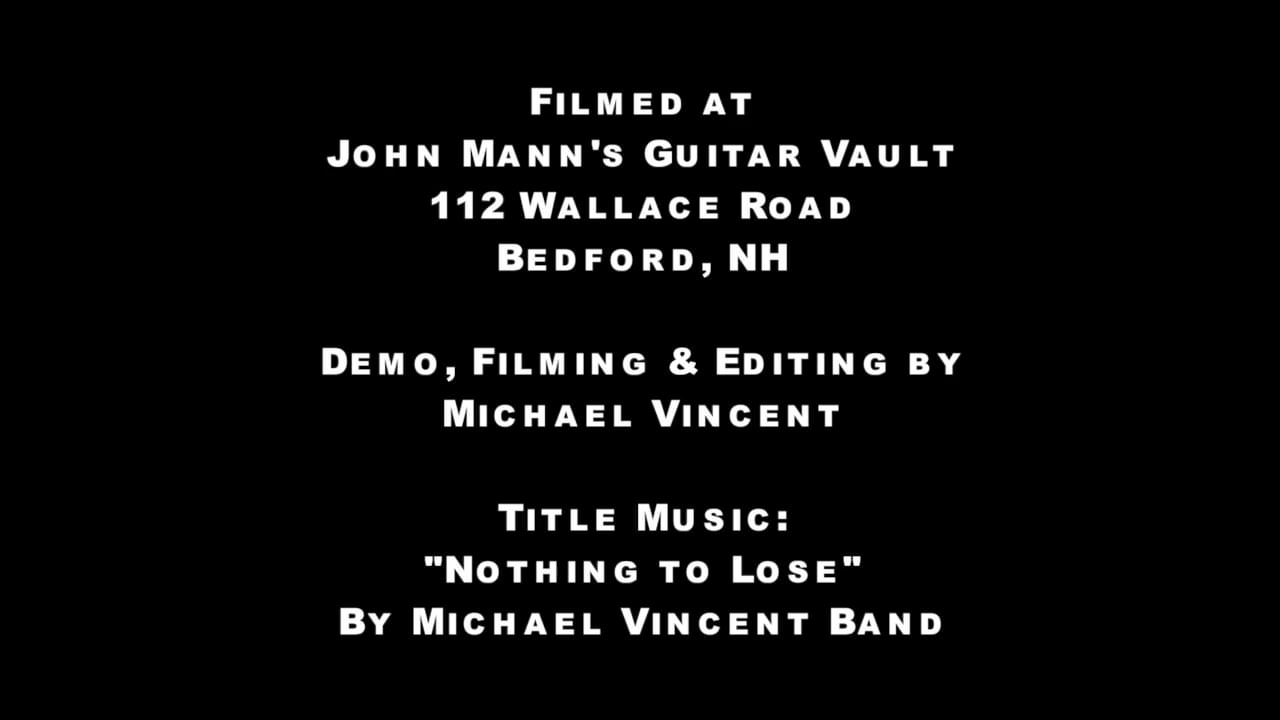 Filmed at
John Mann's Guitar Vault
112 Wallace Road
Bedford, NH
Demo, Filming & Editing by
Michael Vincent
Title Music:
"Nothing to Lose"
By Michael Vincent Band